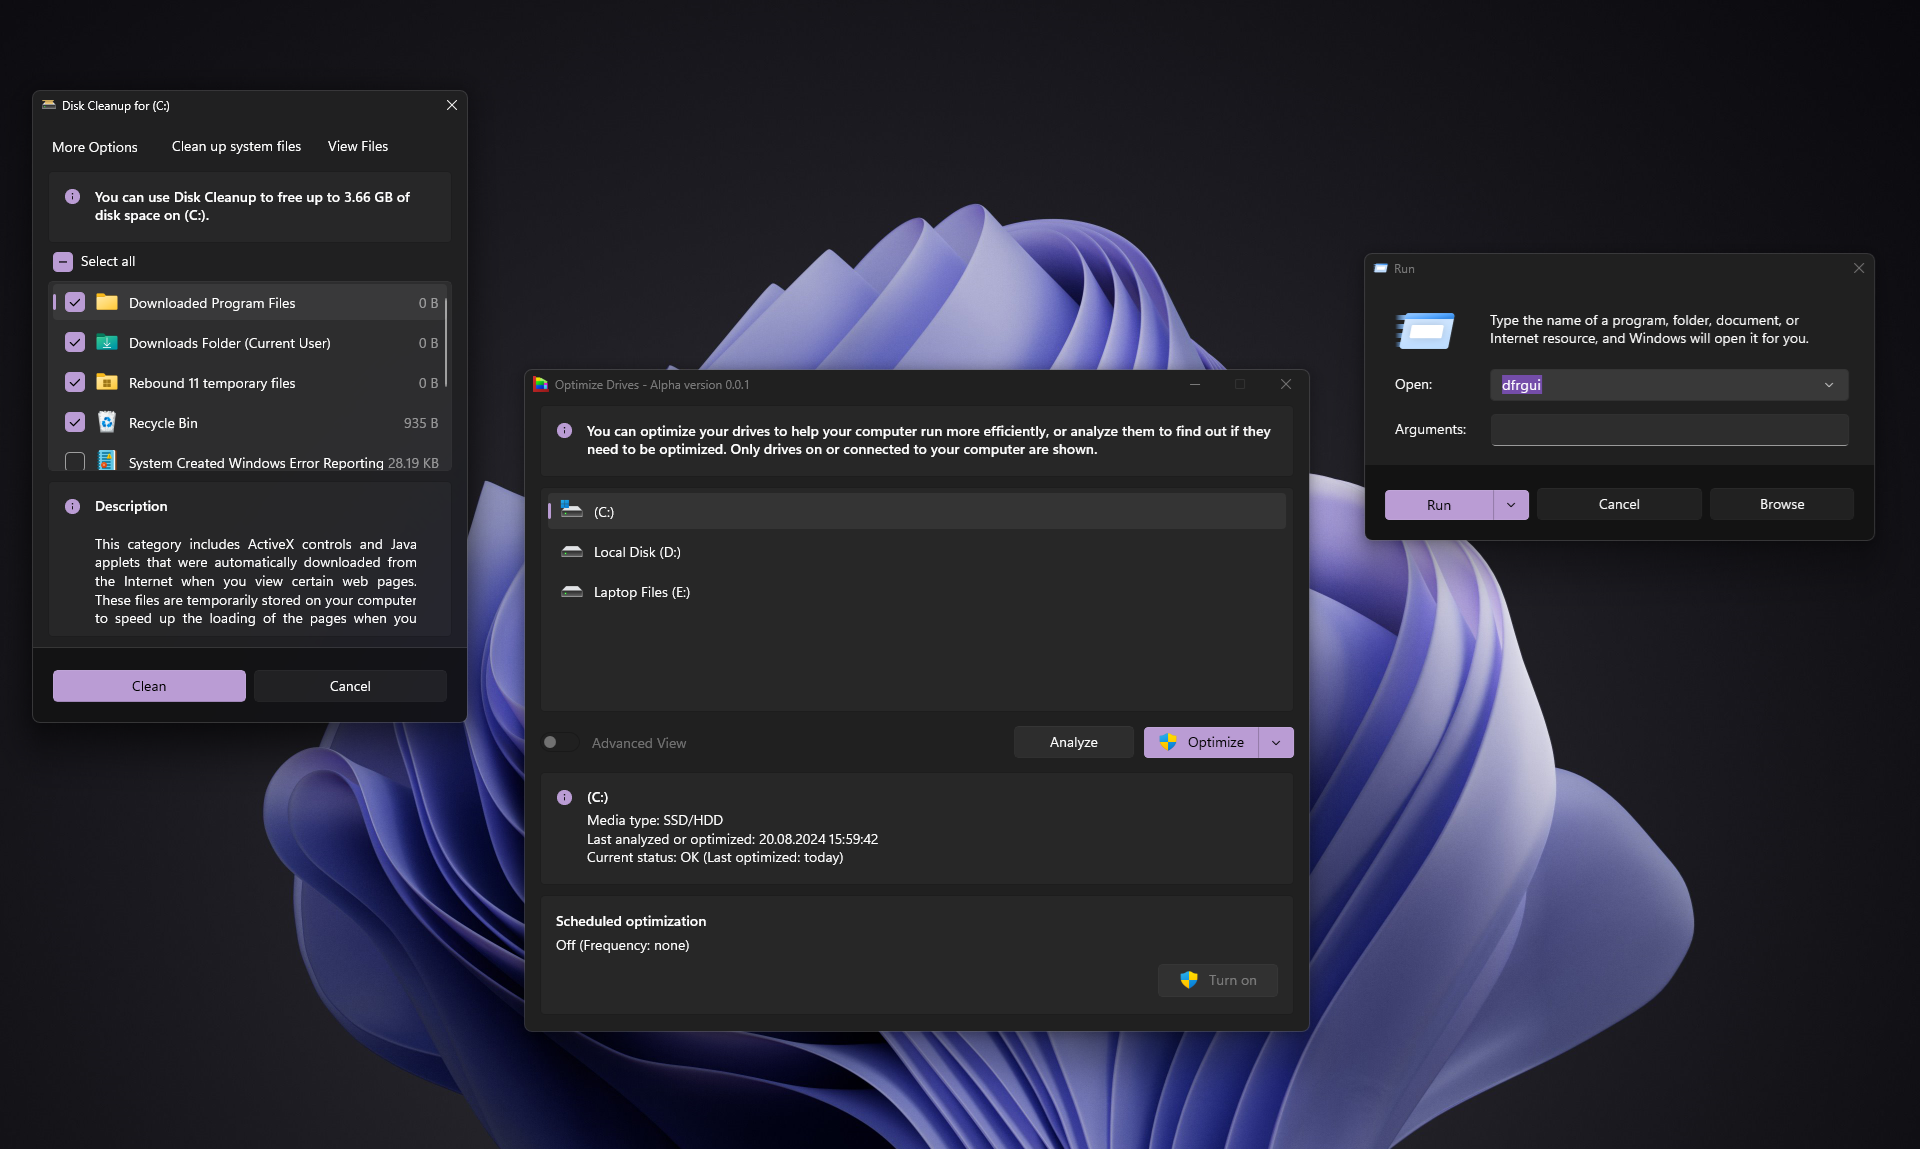 Disk Cleanup for (C:)
More Options
Clean up system files
View Files
You can use Disk Cleanup to free up to 3.66 GB of
disk space on (C:).
Select all
Downloaded Program Files 0 B
Downloads Folder (Current User) 0 B
Rebound 11 temporary files 0 B
Recycle Bin 935 B
System Created Windows Error Reporting 28.19 KB
Description
This category includes ActiveX controls and Java
applets that were automatically downloaded from
the Internet when you view certain web pages.
These files are temporarily stored on your computer
to speed up the loading of the pages when you
Clean
Cancel
Optimize Drives - Alpha version 0.0.1
You can optimize your drives to help your computer run more efficiently, or analyze them to find out if they
need to be optimized. Only drives on or connected to your computer are shown.
(C:)
Local Disk (D:)
Laptop Files (E:)
Advanced View
Analyze
Optimize
(C:)
Media type: SSD/HDD
Last analyzed or optimized: 20.08.2024 15:59:42
Current status: OK (Last optimized: today)
Scheduled optimization
Off (Frequency: none)
Turn on
Run
Type the name of a program, folder, document, or
Internet resource, and Windows will open it for you.
Open: dfrgui
Arguments:
Run
Cancel
Browse